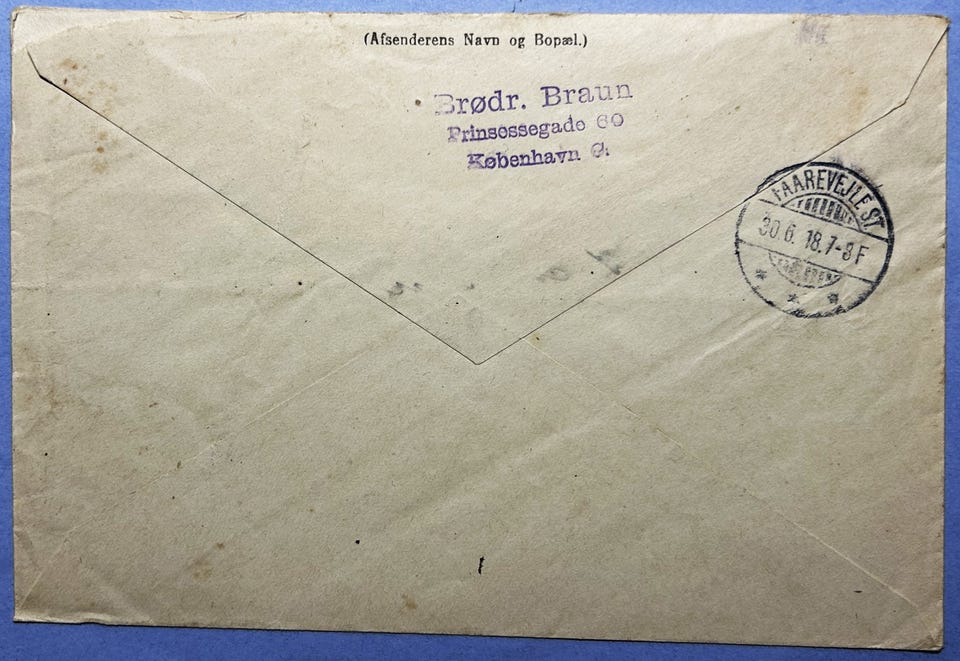 (Afsenderens Navn og Bopæl.)
Brødr. Braun
Prinsessegade 60
København C.
FAAREVEJLE ST.
30 6. 18. 7-8 F